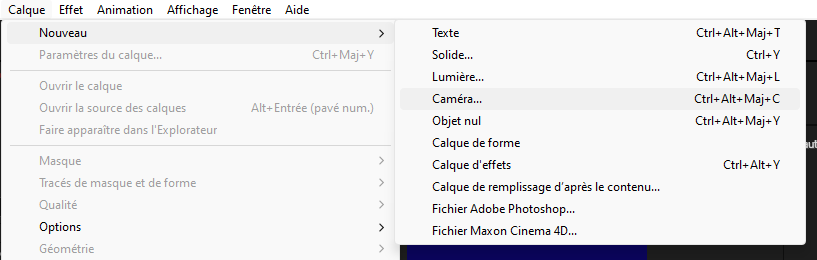 Calque Effet Animation Affichage Fenêtre Aide
Nouveau
Paramètres du calque... Ctrl+Maj+Y
Ouvrir le calque
Ouvrir la source des calques Alt+Entrée (pavé num.)
Faire apparaître dans l'Explorateur
Masque
Tracés de masque et de forme
Qualité
Options
Géométrie
Texte Ctrl+Alt+Maj+T
Solide... Ctrl+Y
Lumière... Ctrl+Alt+Maj+L
Caméra... Ctrl+Alt+Maj+C
Objet nul Ctrl+Alt+Maj+Y
Calque de forme
Calque d'effets Ctrl+Alt+Y
Calque de remplissage d'après le contenu...
Fichier Adobe Photoshop...
Fichier Maxon Cinema 4D...